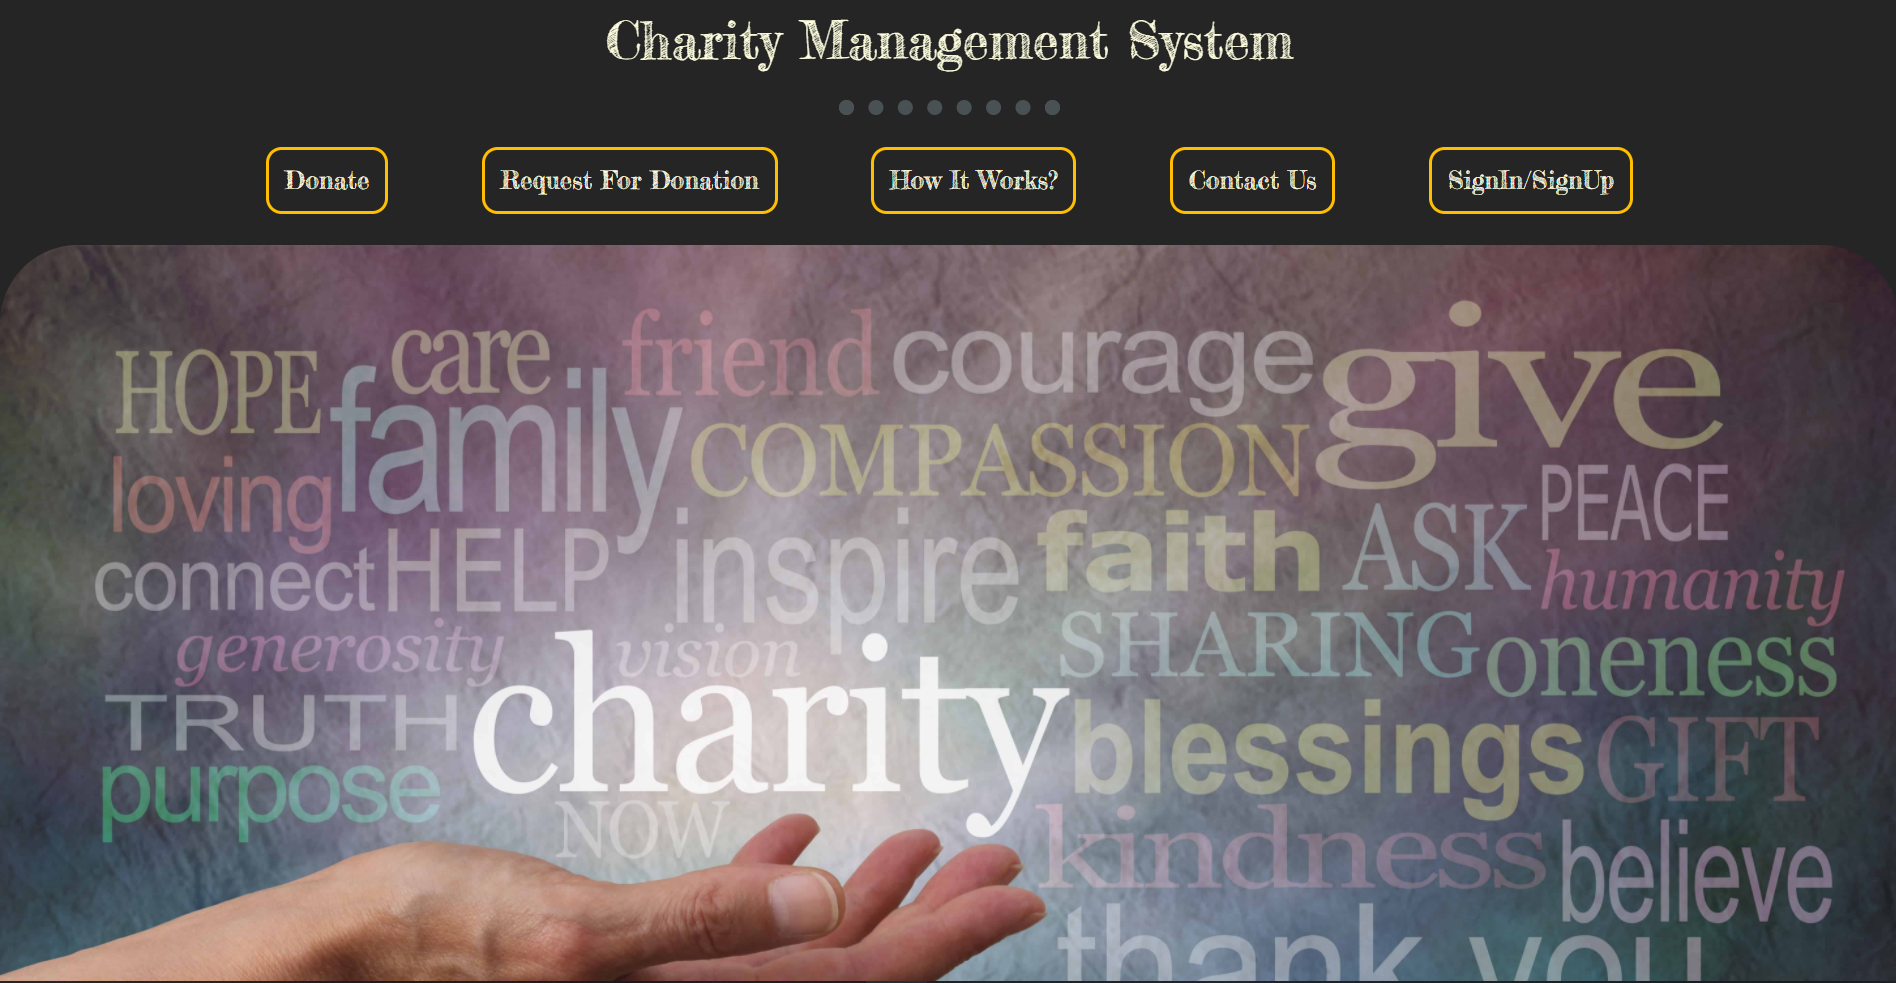 Charity Management System
Donate
Request For Donation
How It Works?
Contact Us
SignIn/SignUp
HOPE care friend courage give
family COMPASSION
loving PEACE
connect HELP inspire faith ASK humanity
generosity vision SHARING oneness
TRUTH charity blessings GIFT
purpose NOW
kindness believe
thank you